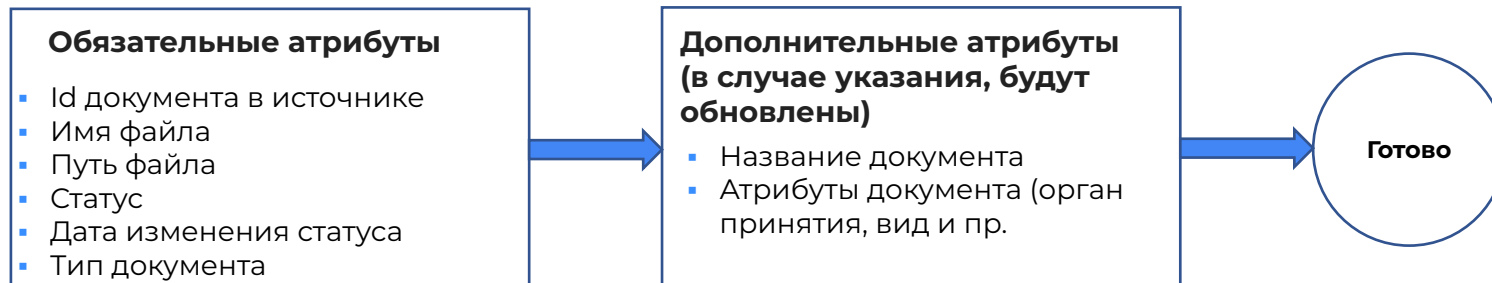 Обязательные атрибуты
Id документа в источнике
Имя файла
Путь файла
Статус
Дата изменения статуса
Тип документа
Дополнительные атрибуты
(в случае указания, будут
обновлены)
Название документа
Атрибуты документа (орган
принятия, вид и пр.
Готово